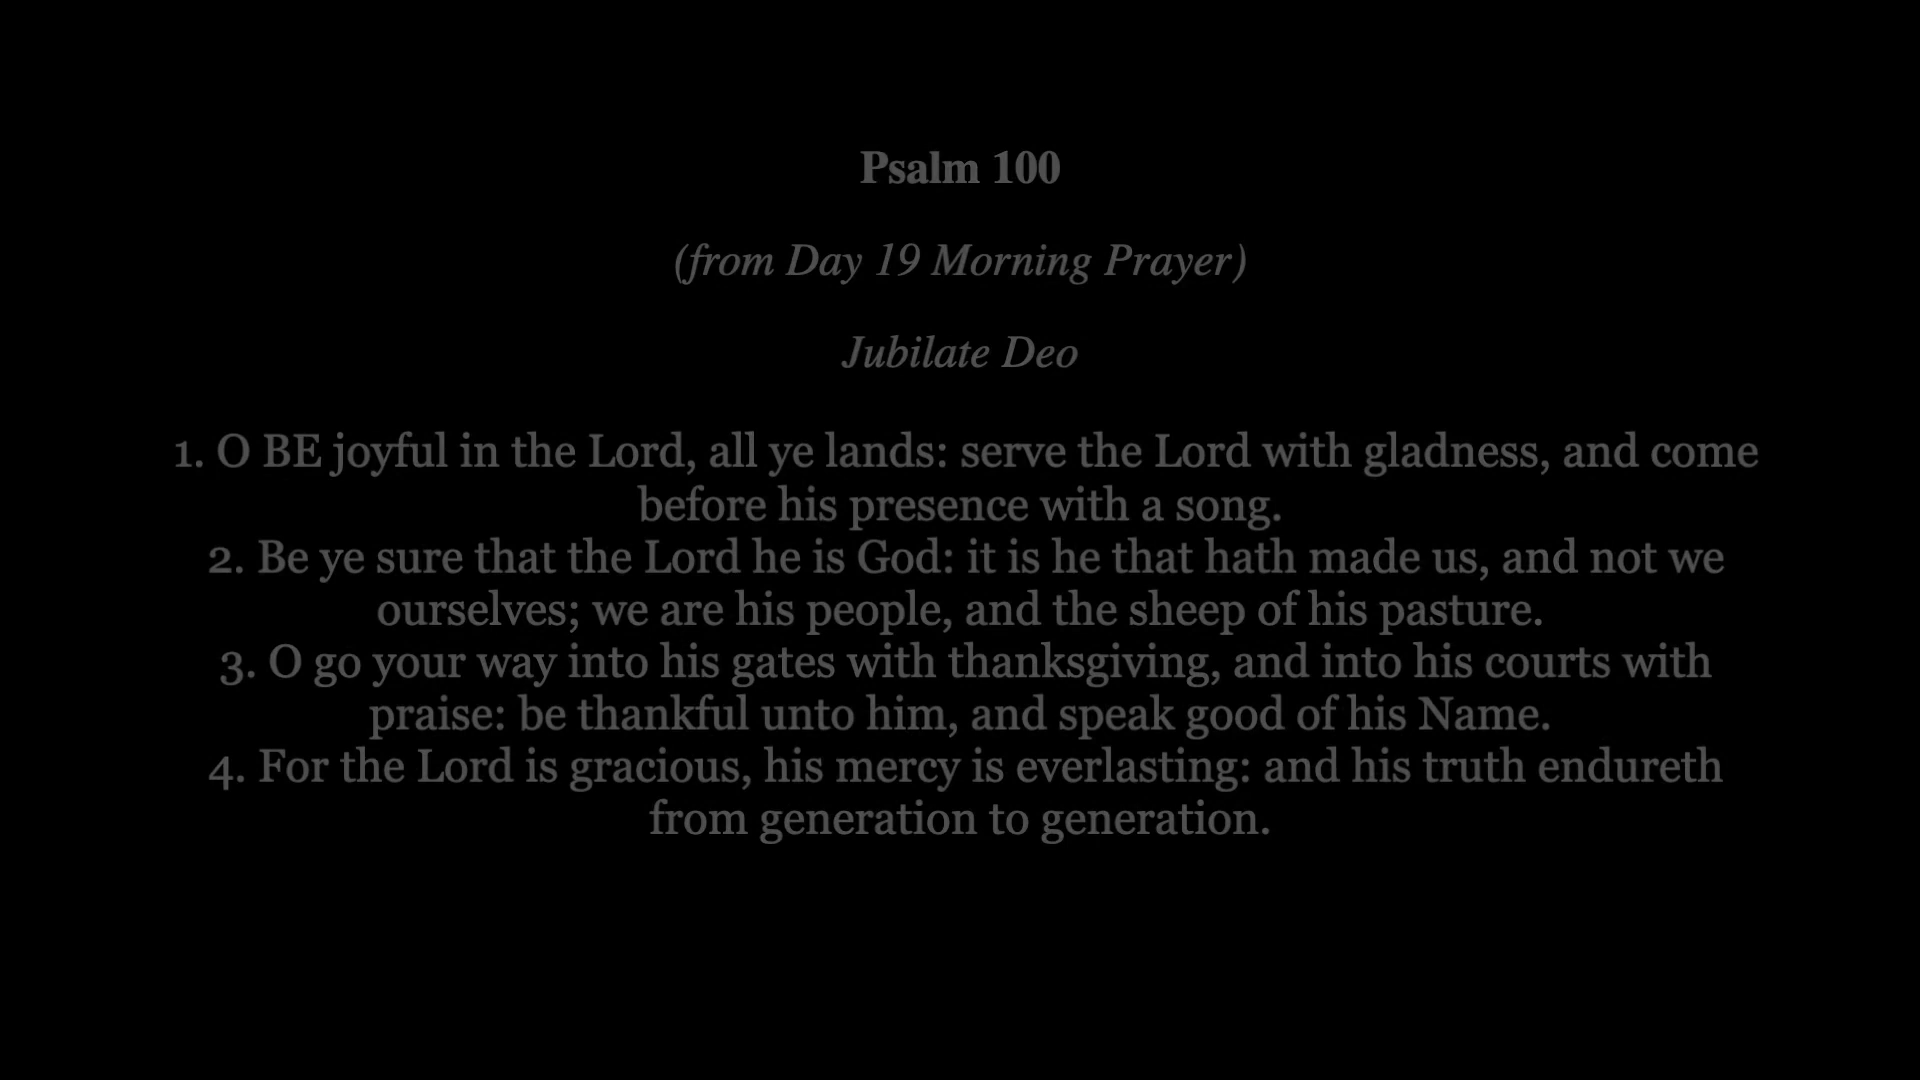 Psalm 100
(from Day 19 Morning Prayer)
Jubilate Deo
1. O BE joyful in the Lord, all ye lands: serve the Lord with gladness, and come
before his presence with a song.
2. Be ye sure that the Lord he is God: it is he that hath made us, and not we
ourselves; we are his people, and the sheep of his pasture.
3. O go your way into his gates with thanksgiving, and into his courts with
praise: be thankful unto him, and speak good of his Name.
4. For the Lord is gracious, his mercy is everlasting: and his truth endureth
from generation to generation.